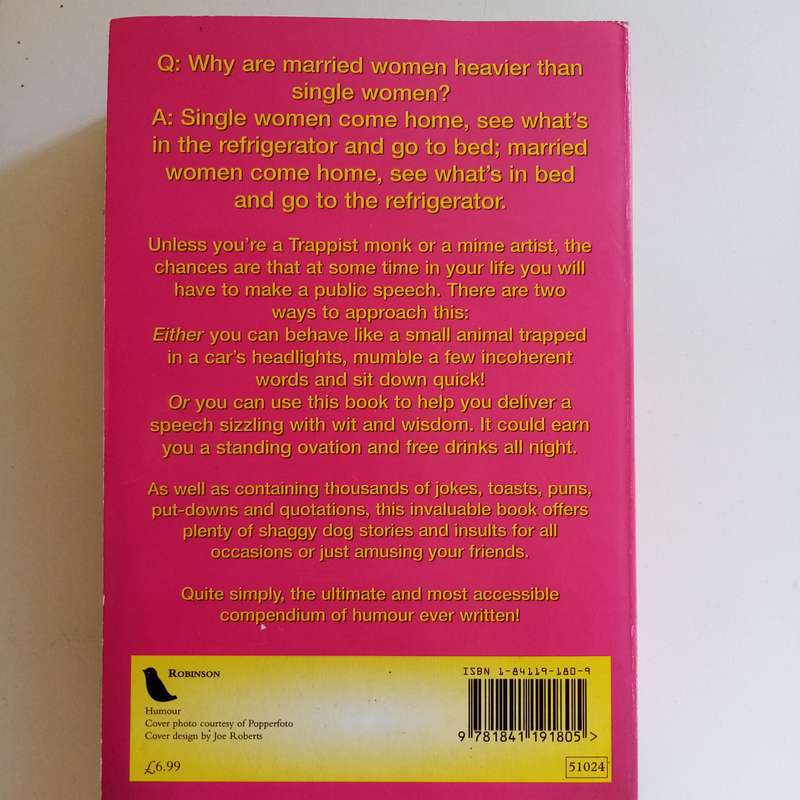 Q: Why are married women heavier than
single women?
A: Single women come home, see what's
in the refrigerator and go to bed; married
women come home, see what's in bed
and go to the refrigerator.
Unless you're a Trappist monk or a mime artist, the
chances are that at some time in your life you will
have to make a public speech. There are two
ways to approach this:
Either you can behave like a small animal trapped
in a car's headlights, mumble a few incoherent
words and sit down quick!
Or you can use this book to help you deliver a
speech sizzling with wit and wisdom. It could earn
you a standing ovation and free drinks all night.
As well as containing thousands of jokes, toasts, puns,
put-downs and quotations, this invaluable book offers
plenty of shaggy dog stories and insults for all
occasions or just amusing your friends.
Quite simply, the ultimate and most accessible
compendium of humour ever written!
ROBINSON
Humour
Cover photo courtesy of Popperfoto
Cover design by Joe Roberts
£6.99
ISBN 1-84119-180-9
9 781841 191805 >
51024